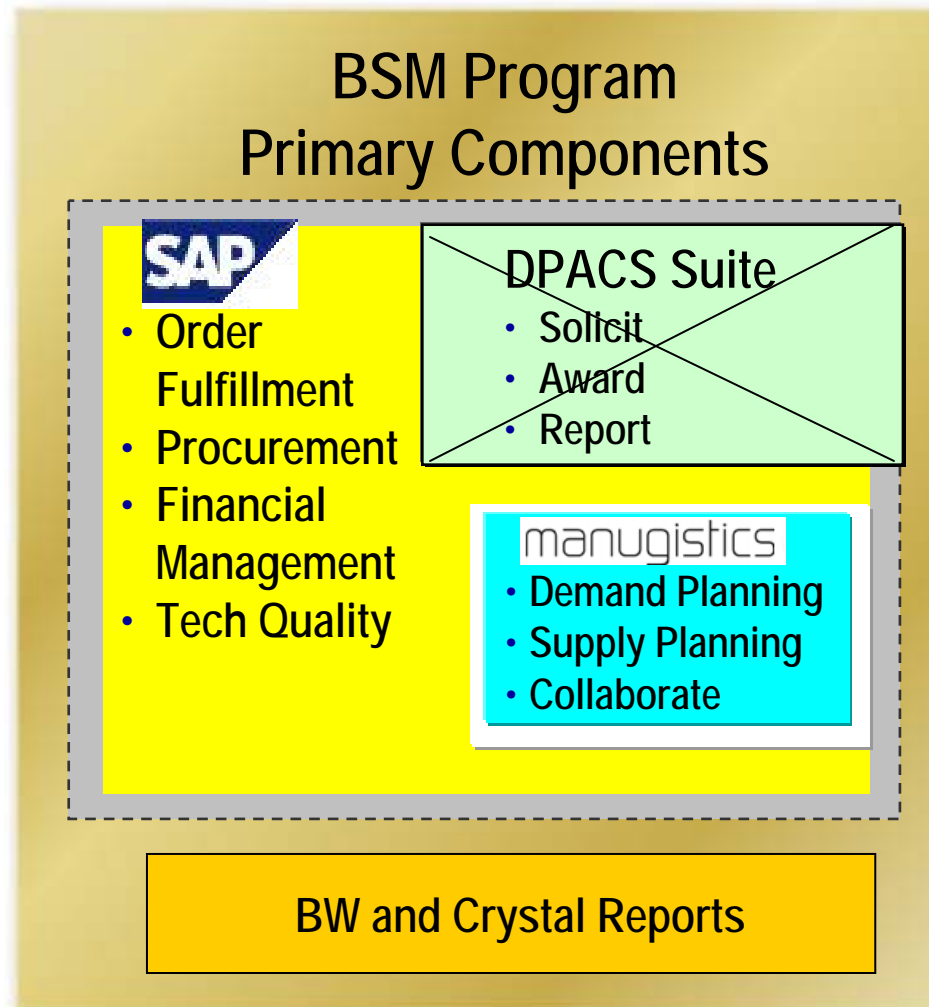 BSM Program
Primary Components
SAP
• Order
Fulfillment
• Procurement
• Financial
Management
• Tech Quality
DPACS Suite
• Solicit
• Award
• Report
manugistics
• Demand Planning
• Supply Planning
• Collaborate
BW and Crystal Reports